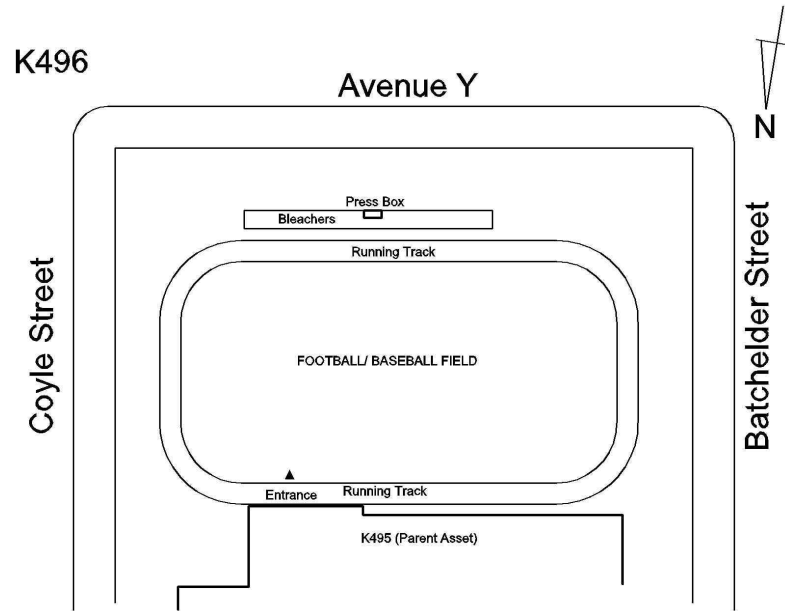 K496
Avenue Y
N
Press Box
Bleachers
Running Track
Coyle Street
Batchelder Street
FOOTBALL/ BASEBALL FIELD
Running Track
Entrance
K495 (Parent Asset)